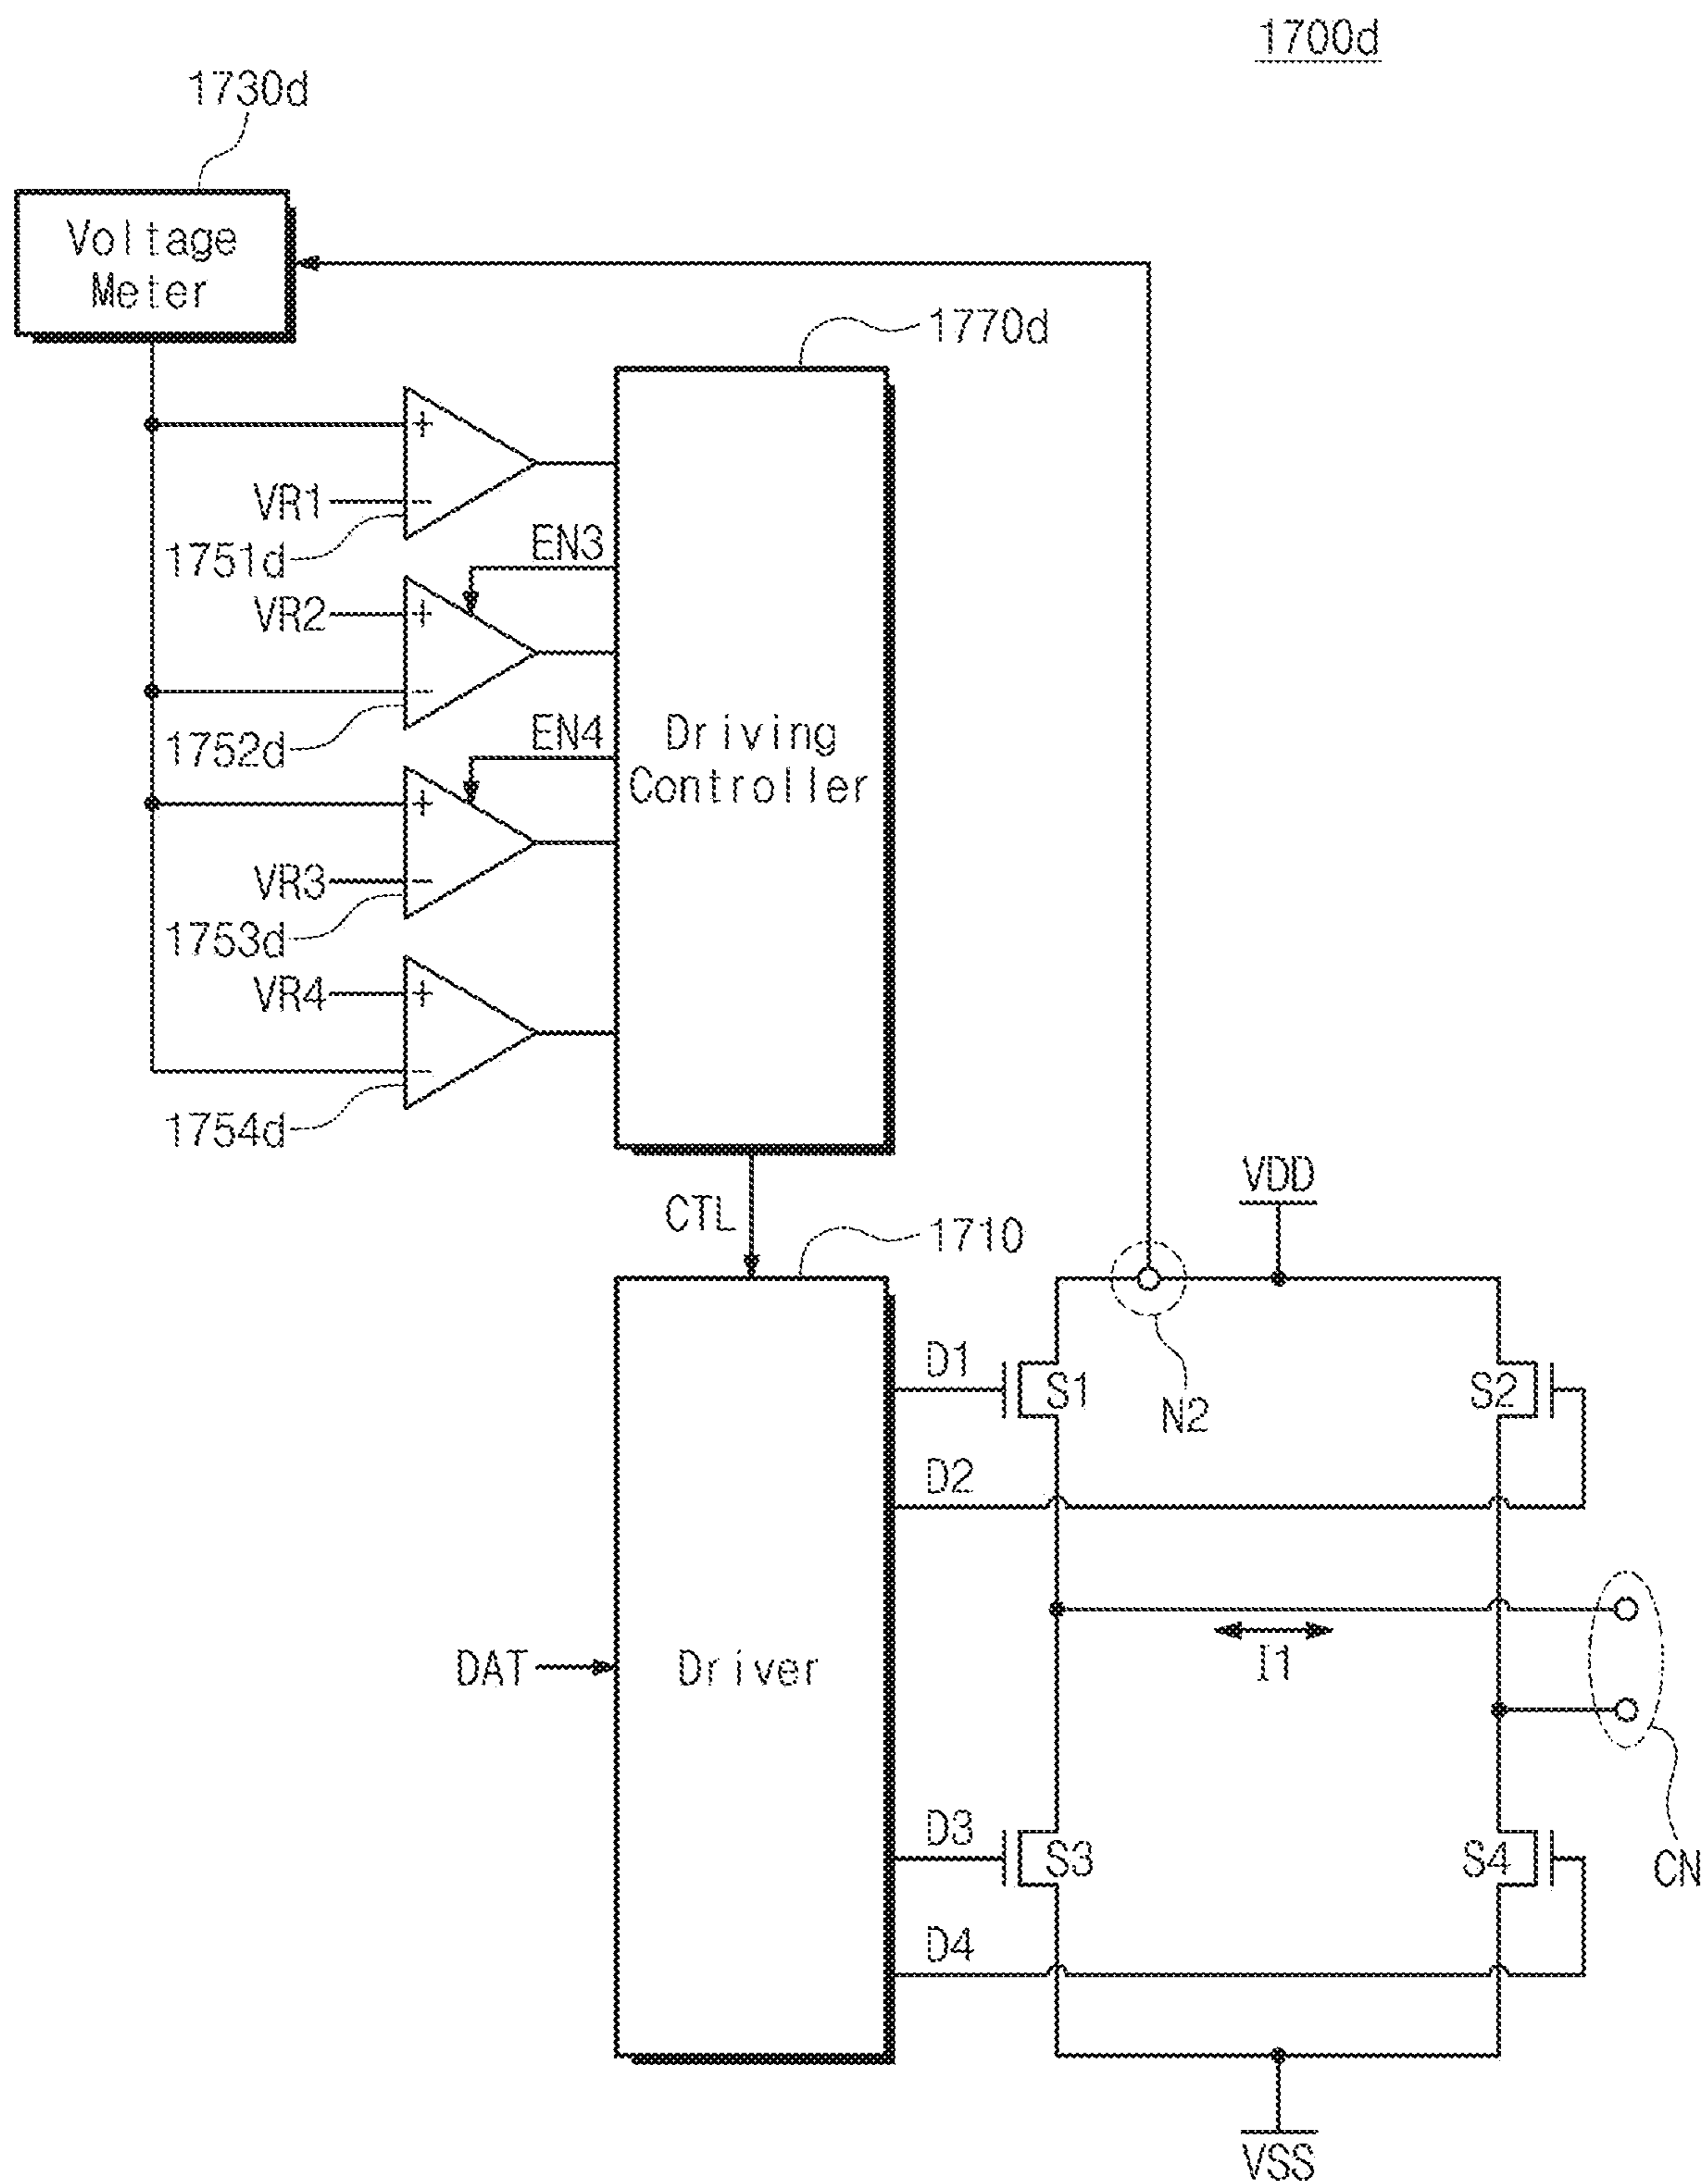 1700d
1730d
Voltage
Meter
1770d
+
VR1
−
1751d
EN3
VR2
+
−
1752d
EN4
Driving
Controller
+
VR3
−
1753d
VR4
+
−
1754d
VDD
CTL
1710
D1
S1
S2
N2
D2
DAT
Driver
I1
D3
S3
S4
CN
D4
VSS